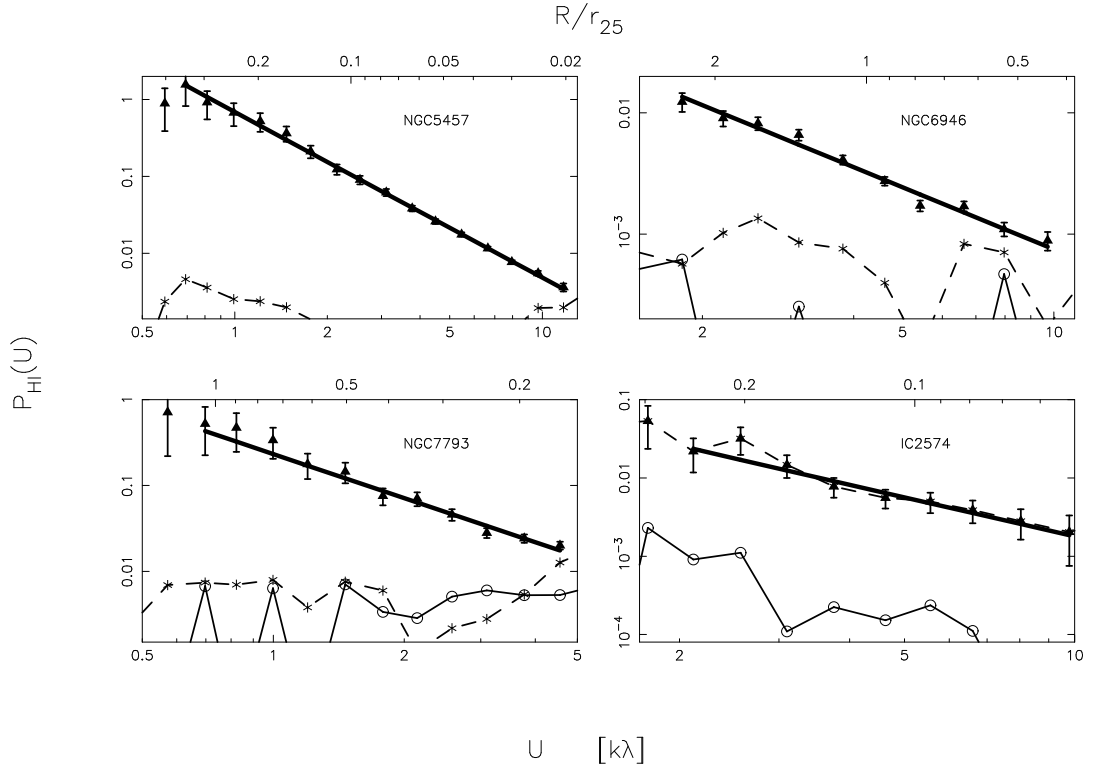 R/r25
0.2 0.1 0.05 0.02
2 1 0.5
1
0.1
0.01
NGC5457
0.01
10⁻³
NGC6946
0.5 1 2 5 10
2 5 10
1 0.5 0.2
0.2 0.1
1
0.1
0.01
NGC7793
0.1
0.01
10⁻³
10⁻⁴
IC2574
0.5 1 2 5
2 5 10
P_HI(U)
U [kλ]